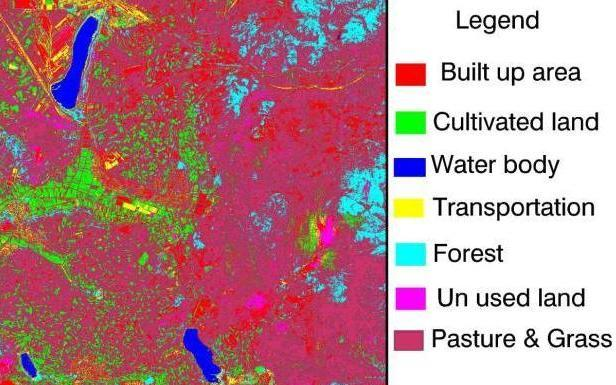 Legend
Built up area
Cultivated land
Water body
Transportation
Forest
Un used land
Pasture & Grass